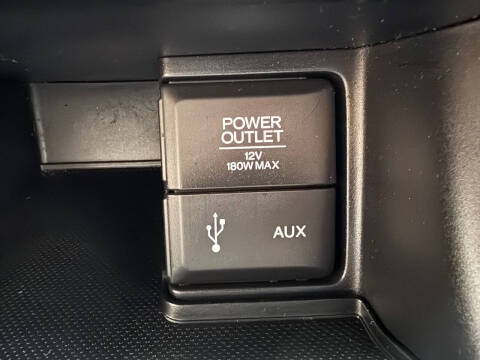 POWER
OUTLET
12V
180W MAX
AUX